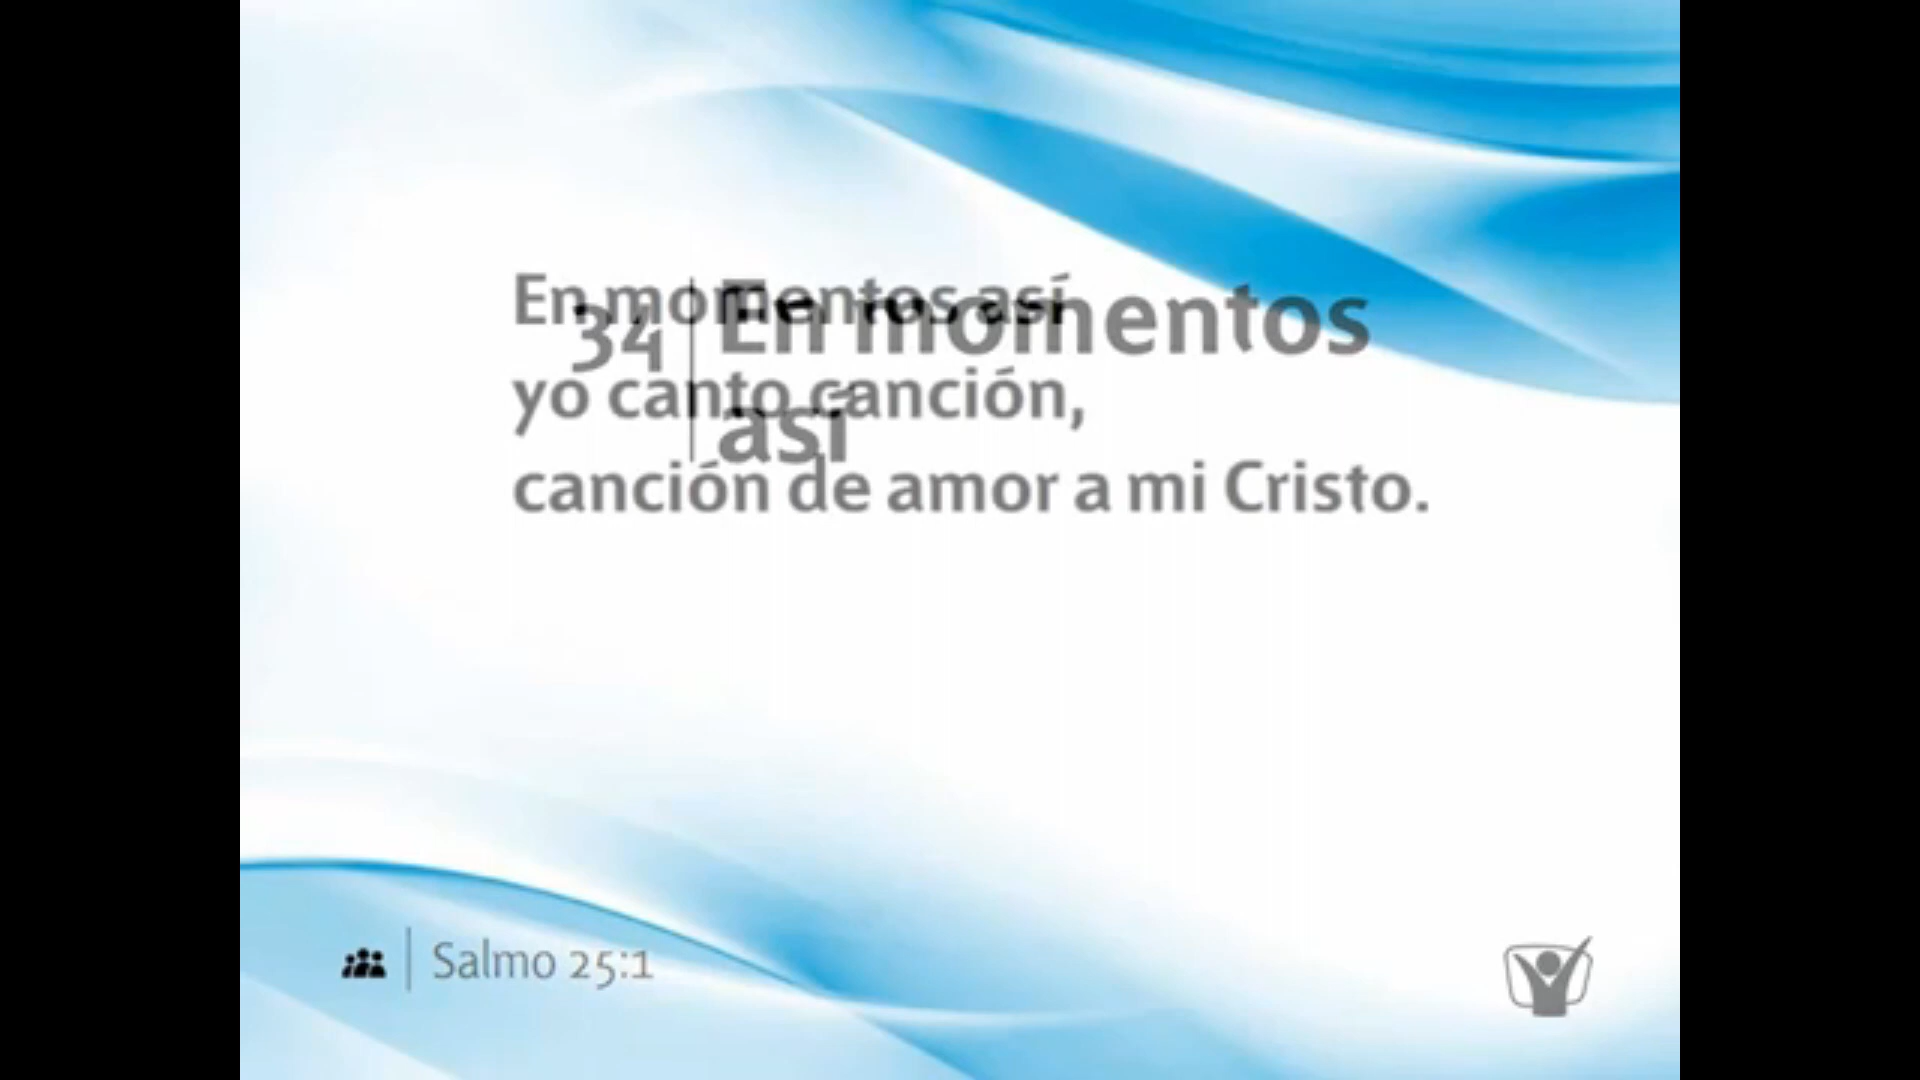 34 | En momentos
así
En momentos así
yo canto canción,
canción de amor a mi Cristo.
Salmo 25:1